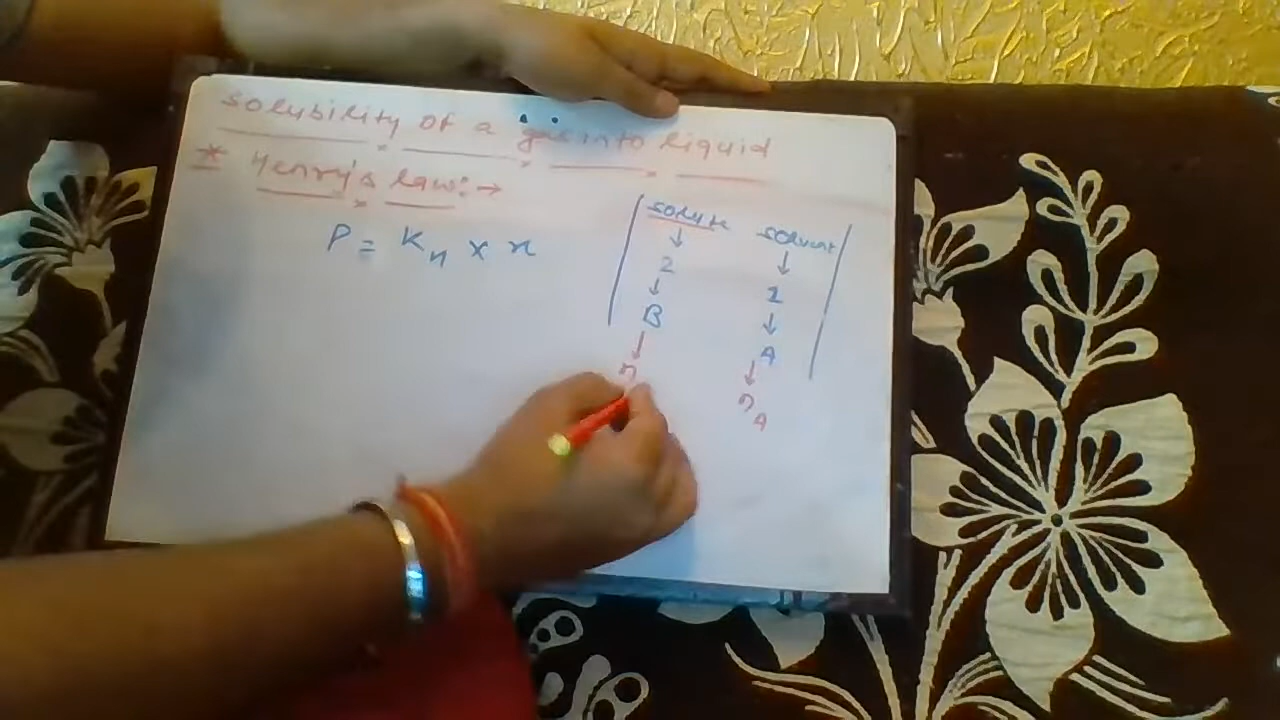 solubility of a gas into liquid
* Henry's law:→
P = KH × x
solute solvent
↓ ↓
2 1
↓ ↓
B A
↓ ↓
n nA